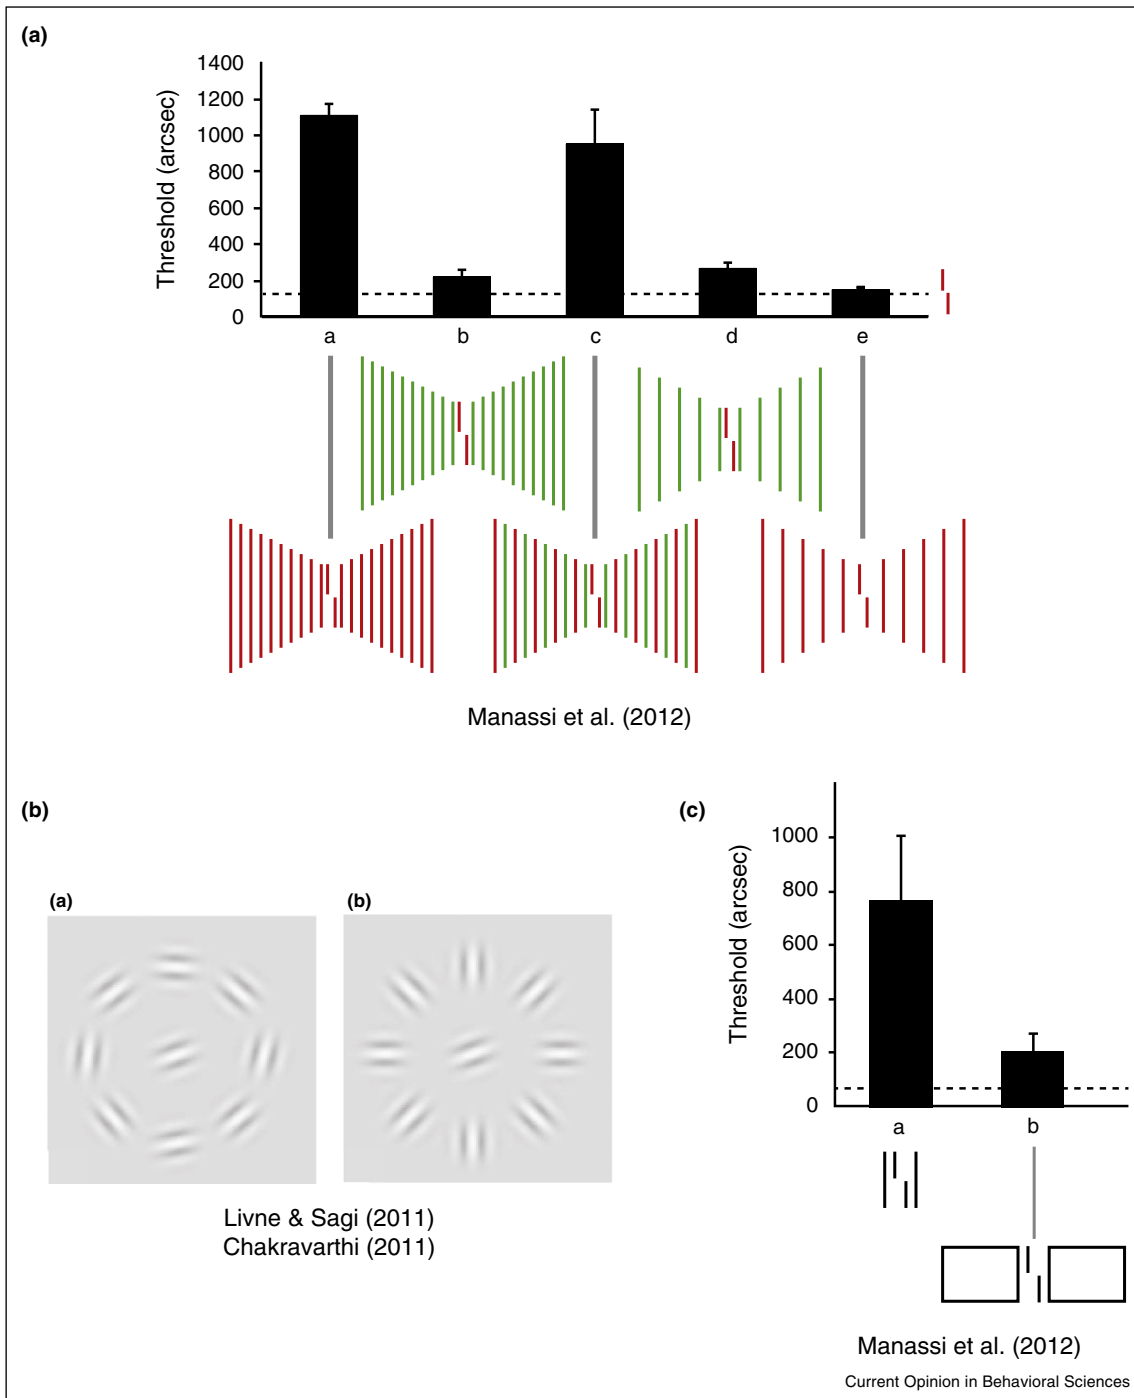 (a)
Threshold (arcsec)
1400
1200
1000
800
600
400
200
0
a b c d e
Manassi et al. (2012)
(b)
(a)
(b)
Livne & Sagi (2011)
Chakravarthi (2011)
(c)
Threshold (arcsec)
1000
800
600
400
200
0
a b
Manassi et al. (2012)
Current Opinion in Behavioral Sciences